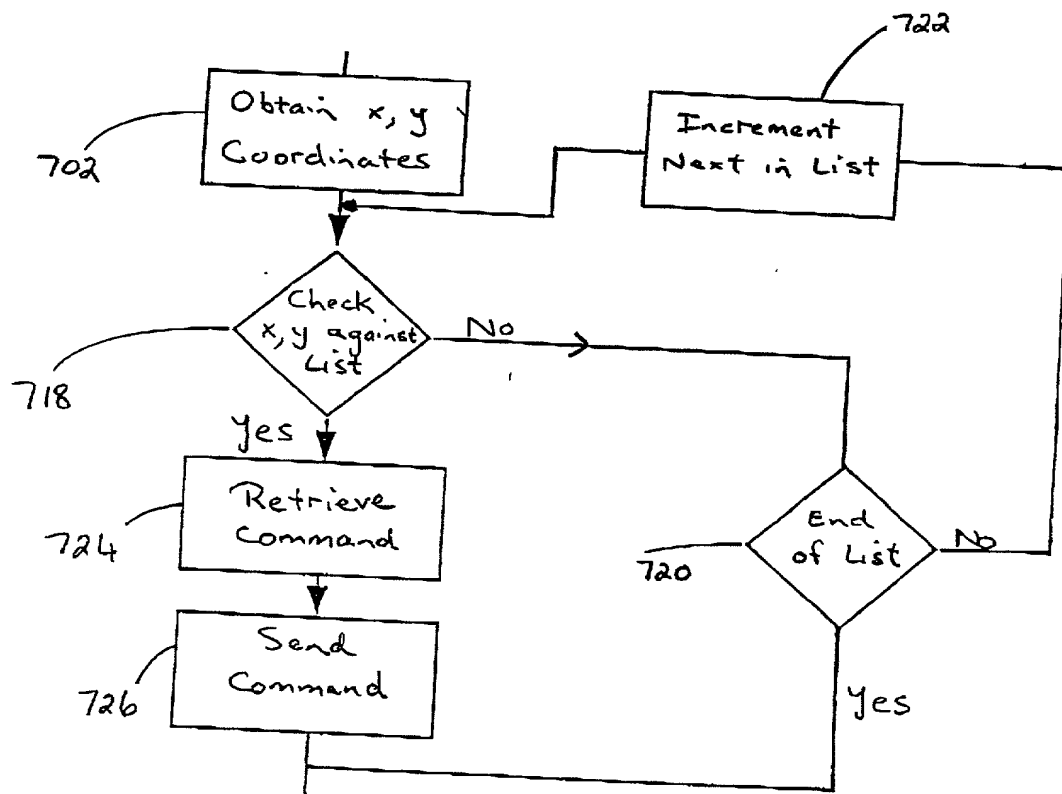 722
Obtain x, y
Coordinates
702
Increment
Next in List
Check
x, y against
List
No
718
Yes
Retrieve
Command
724
End
of List
No
720
Send
Command
726
Yes